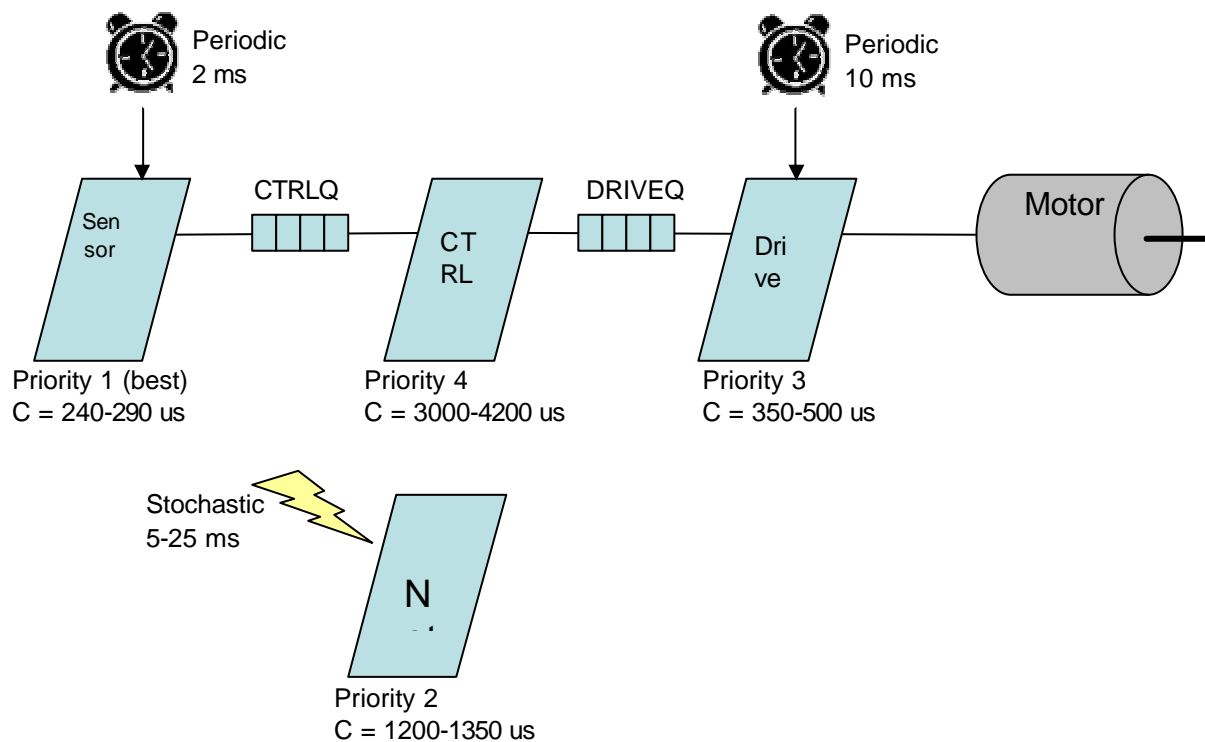 Periodic
2 ms
Periodic
10 ms
CTRLQ
DRIVEQ
Motor
Sen
sor
CT
RL
Dri
ve
Priority 1 (best)
C = 240-290 us
Priority 4
C = 3000-4200 us
Priority 3
C = 350-500 us
Stochastic
5-25 ms
N
Priority 2
C = 1200-1350 us